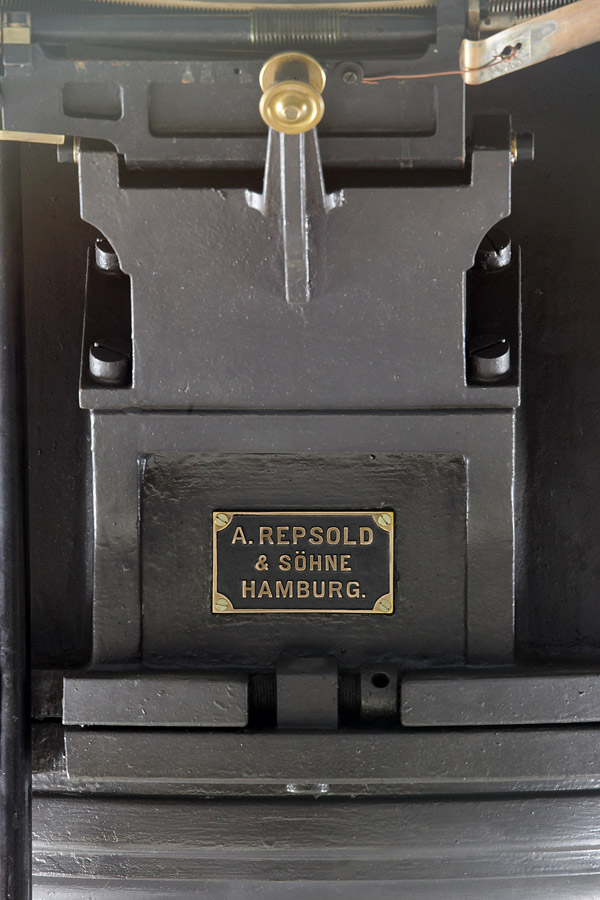 A. REPSOLD
& SÖHNE
HAMBURG.